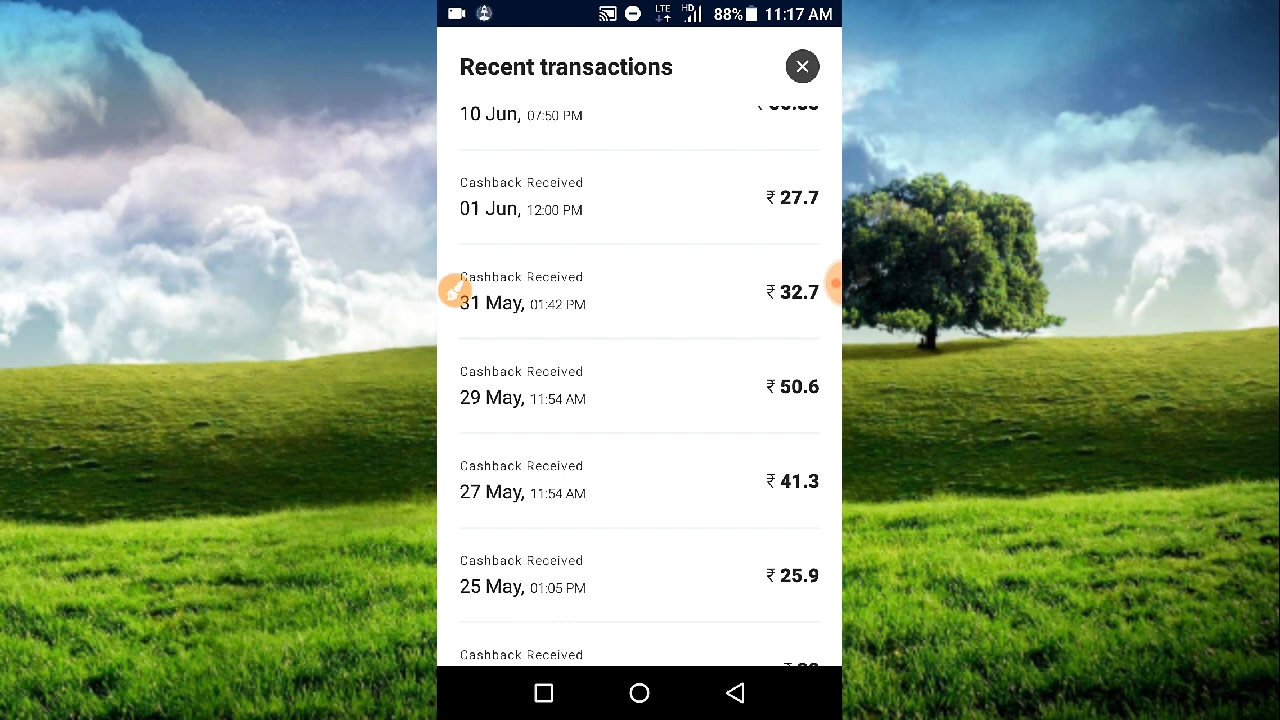 LTE HD 88% 11:17 AM
Recent transactions
10 Jun, 07:50 PM
Cashback Received
01 Jun, 12:00 PM
₹ 27.7
Cashback Received
31 May, 01:42 PM
₹ 32.7
Cashback Received
29 May, 11:54 AM
₹ 50.6
Cashback Received
27 May, 11:54 AM
₹ 41.3
Cashback Received
25 May, 01:05 PM
₹ 25.9
Cashback Received